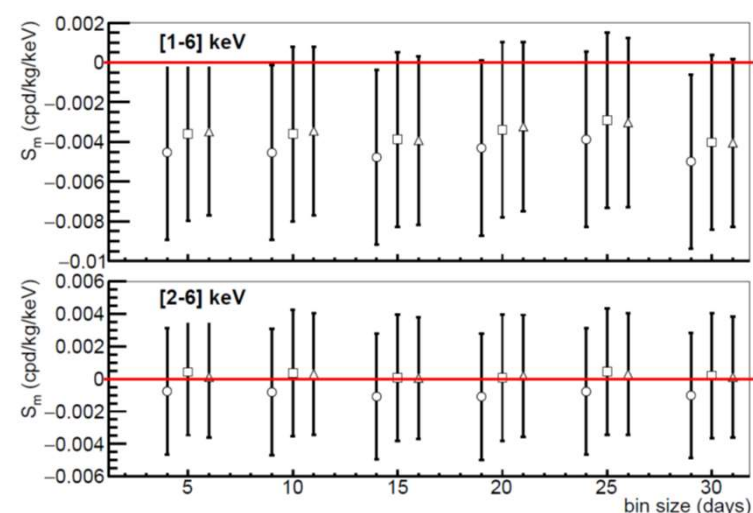 0.002
[1-6] keV
0
−0.002
−0.004
−0.006
−0.008
−0.01
Sm (cpd/kg/keV)
0.006
[2-6] keV
0.004
0.002
0
−0.002
−0.004
−0.006
Sm (cpd/kg/keV)
5 10 15 20 25 30
bin size (days)